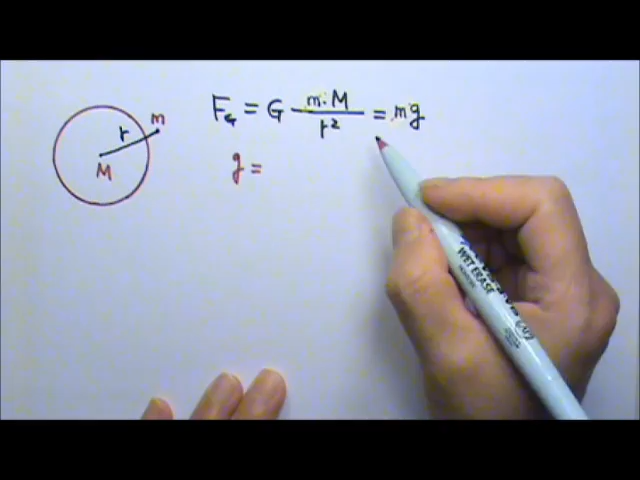 r
m
M
F_G = G m·M / r² = mg
g =
WET ERASE